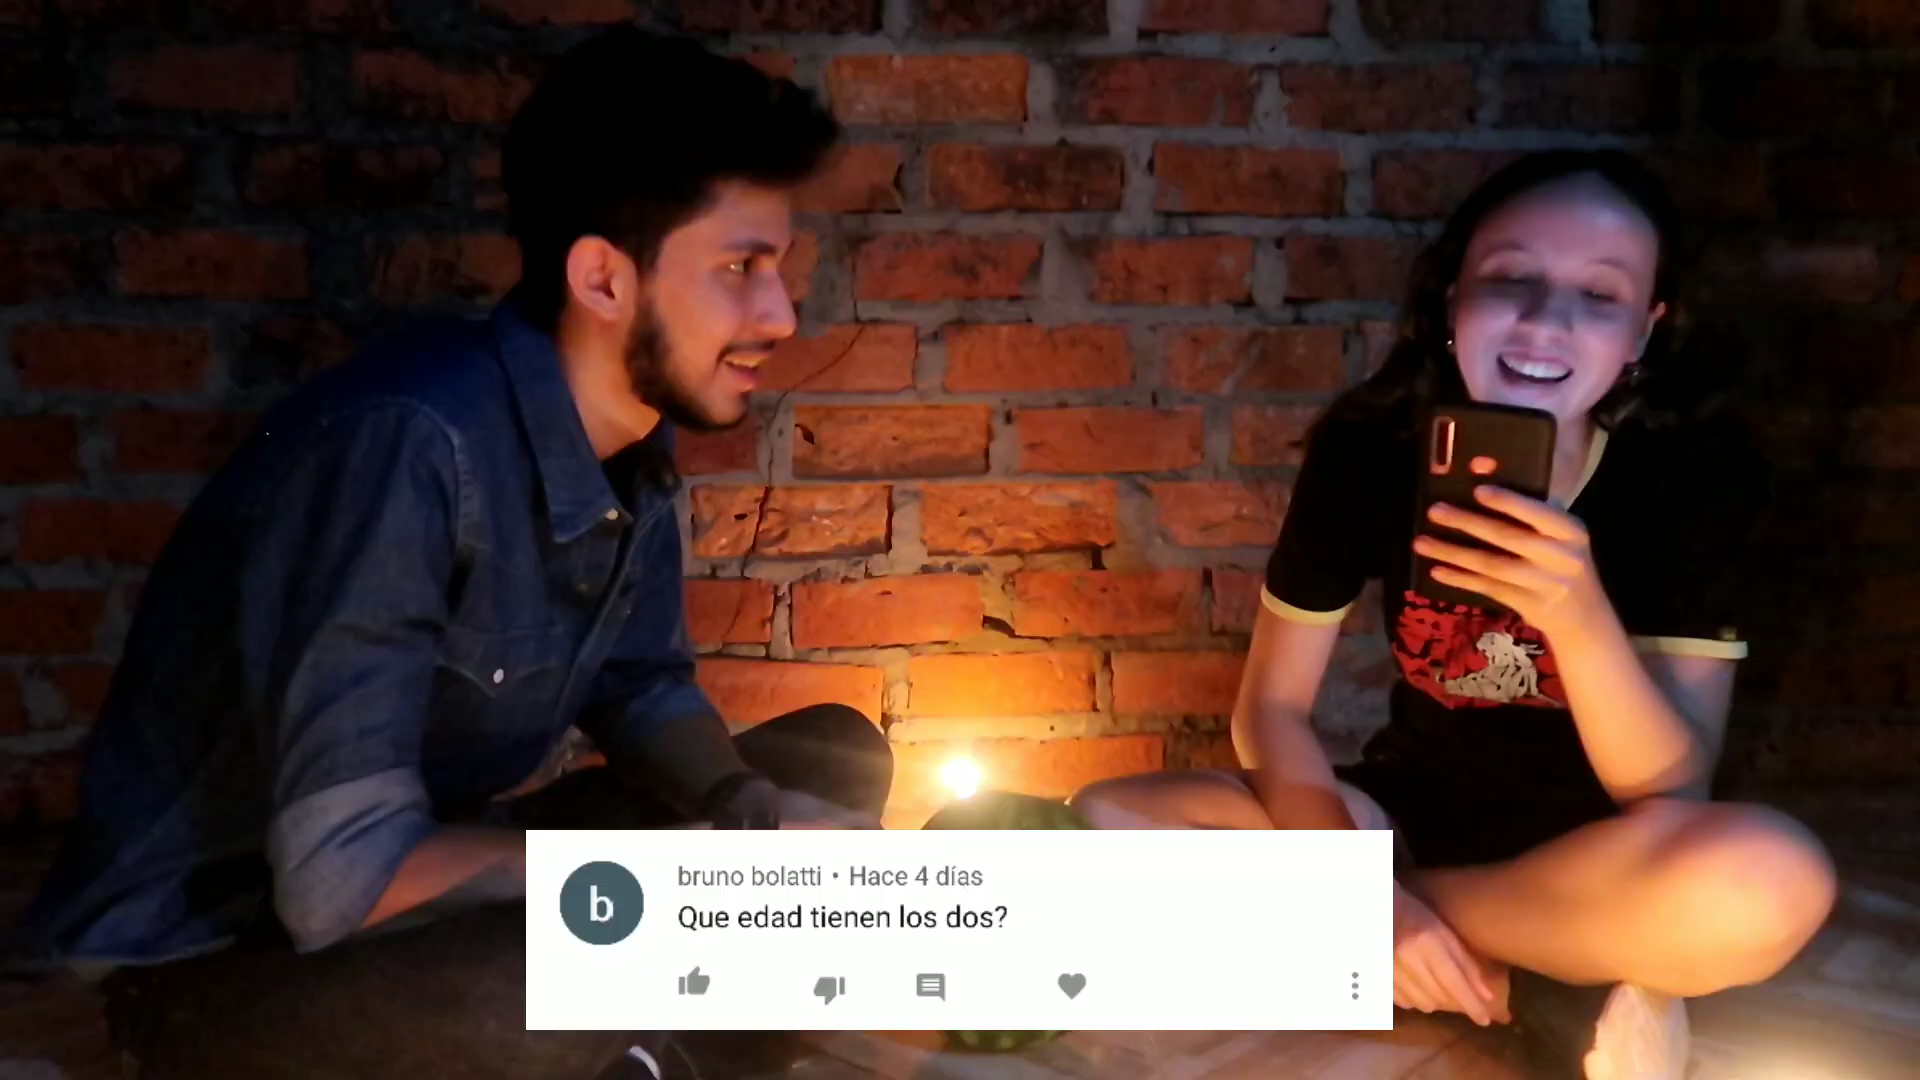 b
bruno bolatti • Hace 4 días
Que edad tienen los dos?